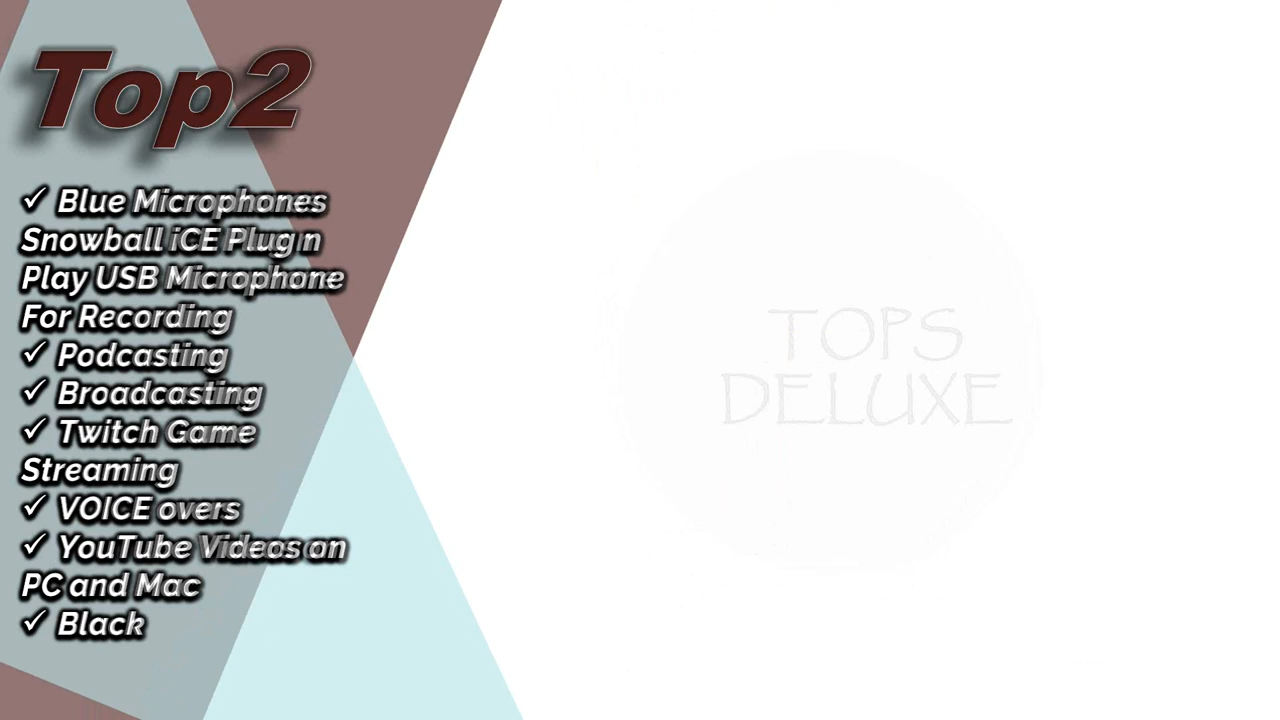 Top2
✓ Blue Microphones
Snowball iCE Plug n
Play USB Microphone
For Recording
✓ Podcasting
✓ Broadcasting
✓ Twitch Game
Streaming
✓ VOICE overs
✓ YouTube Videos on
PC and Mac
✓ Black
TOPS
DELUXE